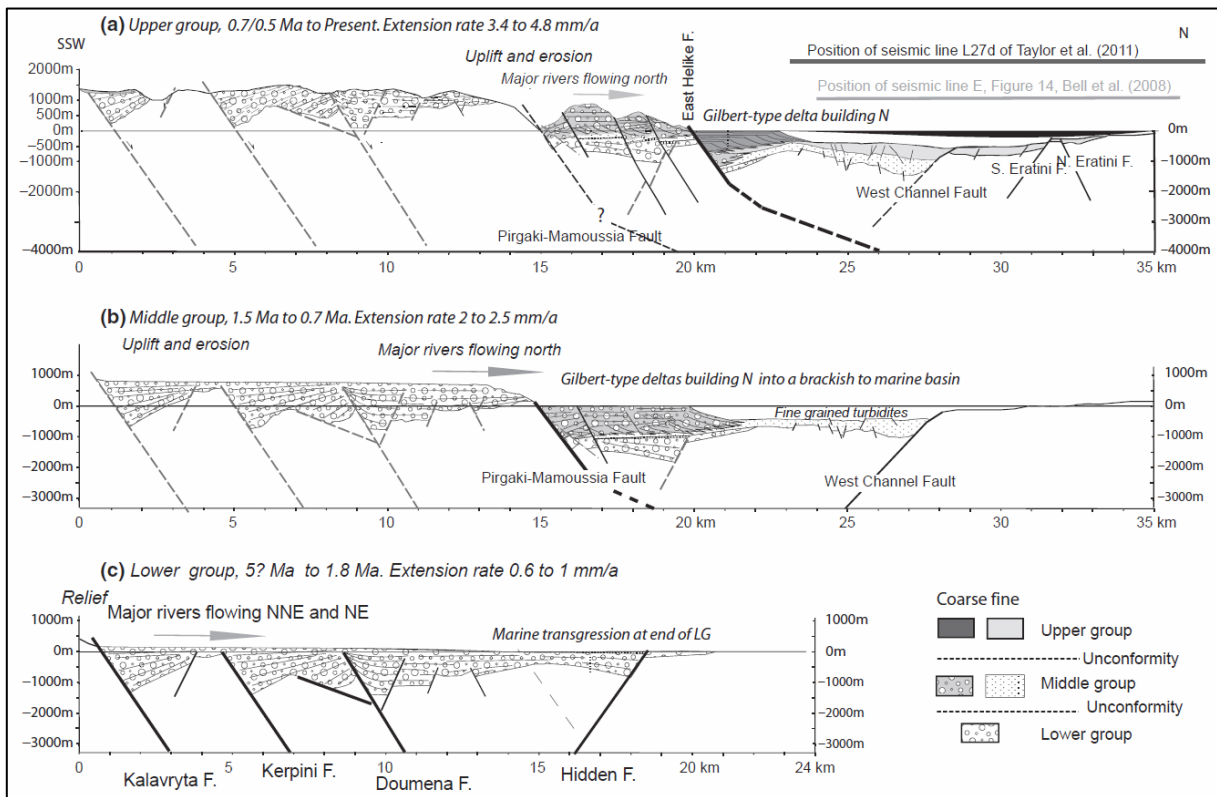 (a) Upper group, 0.7/0.5 Ma to Present. Extension rate 3.4 to 4.8 mm/a
SSW
N
Uplift and erosion
Major rivers flowing north
East Helike F.
Position of seismic line L27d of Taylor et al. (2011)
Position of seismic line E, Figure 14, Bell et al. (2008)
Gilbert-type delta building N
2000m
1000m
500m
0m
0m
-500m
-1000m
-1000m
-2000m
-2000m
-3000m
-4000m
-4000m
S. Eratini F.
N. Eratini F.
West Channel Fault
?
Pirgaki-Mamoussia Fault
0 5 10 15 20 km 25 30 35 km
(b) Middle group, 1.5 Ma to 0.7 Ma. Extension rate 2 to 2.5 mm/a
Uplift and erosion
Major rivers flowing north
Gilbert-type deltas building N into a brackish to marine basin
Fine grained turbidites
1000m
1000m
0m
0m
-1000m
-1000m
-2000m
-2000m
-3000m
-3000m
Pirgaki-Mamoussia Fault
West Channel Fault
0 5 10 15 20 km 25 30 35 km
(c) Lower group, 5? Ma to 1.8 Ma. Extension rate 0.6 to 1 mm/a
Relief
Major rivers flowing NNE and NE
Marine transgression at end of LG
1000m
1000m
0m
0m
-1000m
-1000m
-2000m
-2000m
-3000m
-3000m
0 5 10 15 20 km 24 km
Kalavryta F.
Kerpini F.
Doumena F.
Hidden F.
Coarse fine
Upper group
Unconformity
Middle group
Unconformity
Lower group